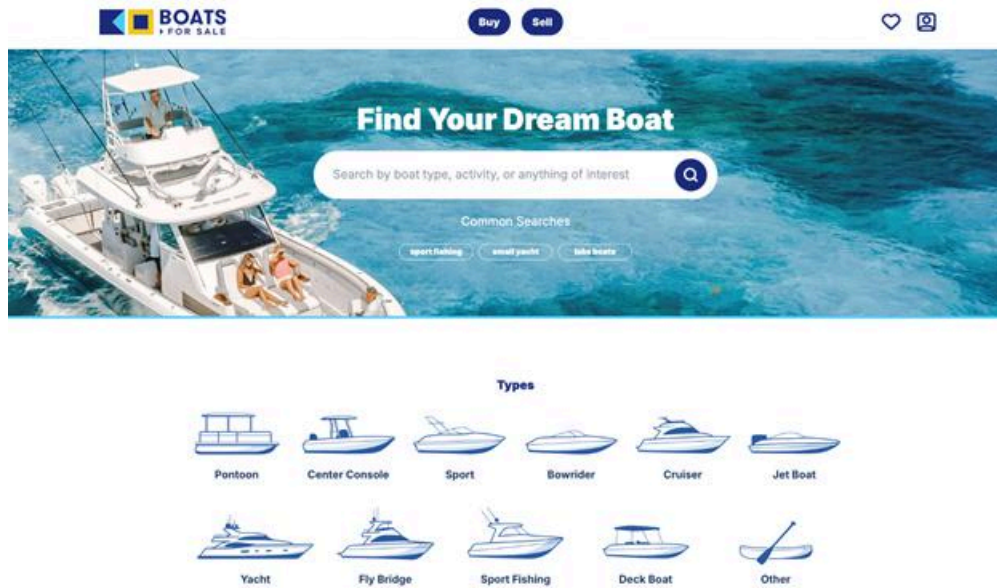 BOATS
FOR SALE
Buy
Sell
Find Your Dream Boat
Search by boat type, activity, or anything of interest
Common Searches
sport fishing
small yacht
lake boats
Types
Pontoon
Center Console
Sport
Bowrider
Cruiser
Jet Boat
Yacht
Fly Bridge
Sport Fishing
Deck Boat
Other